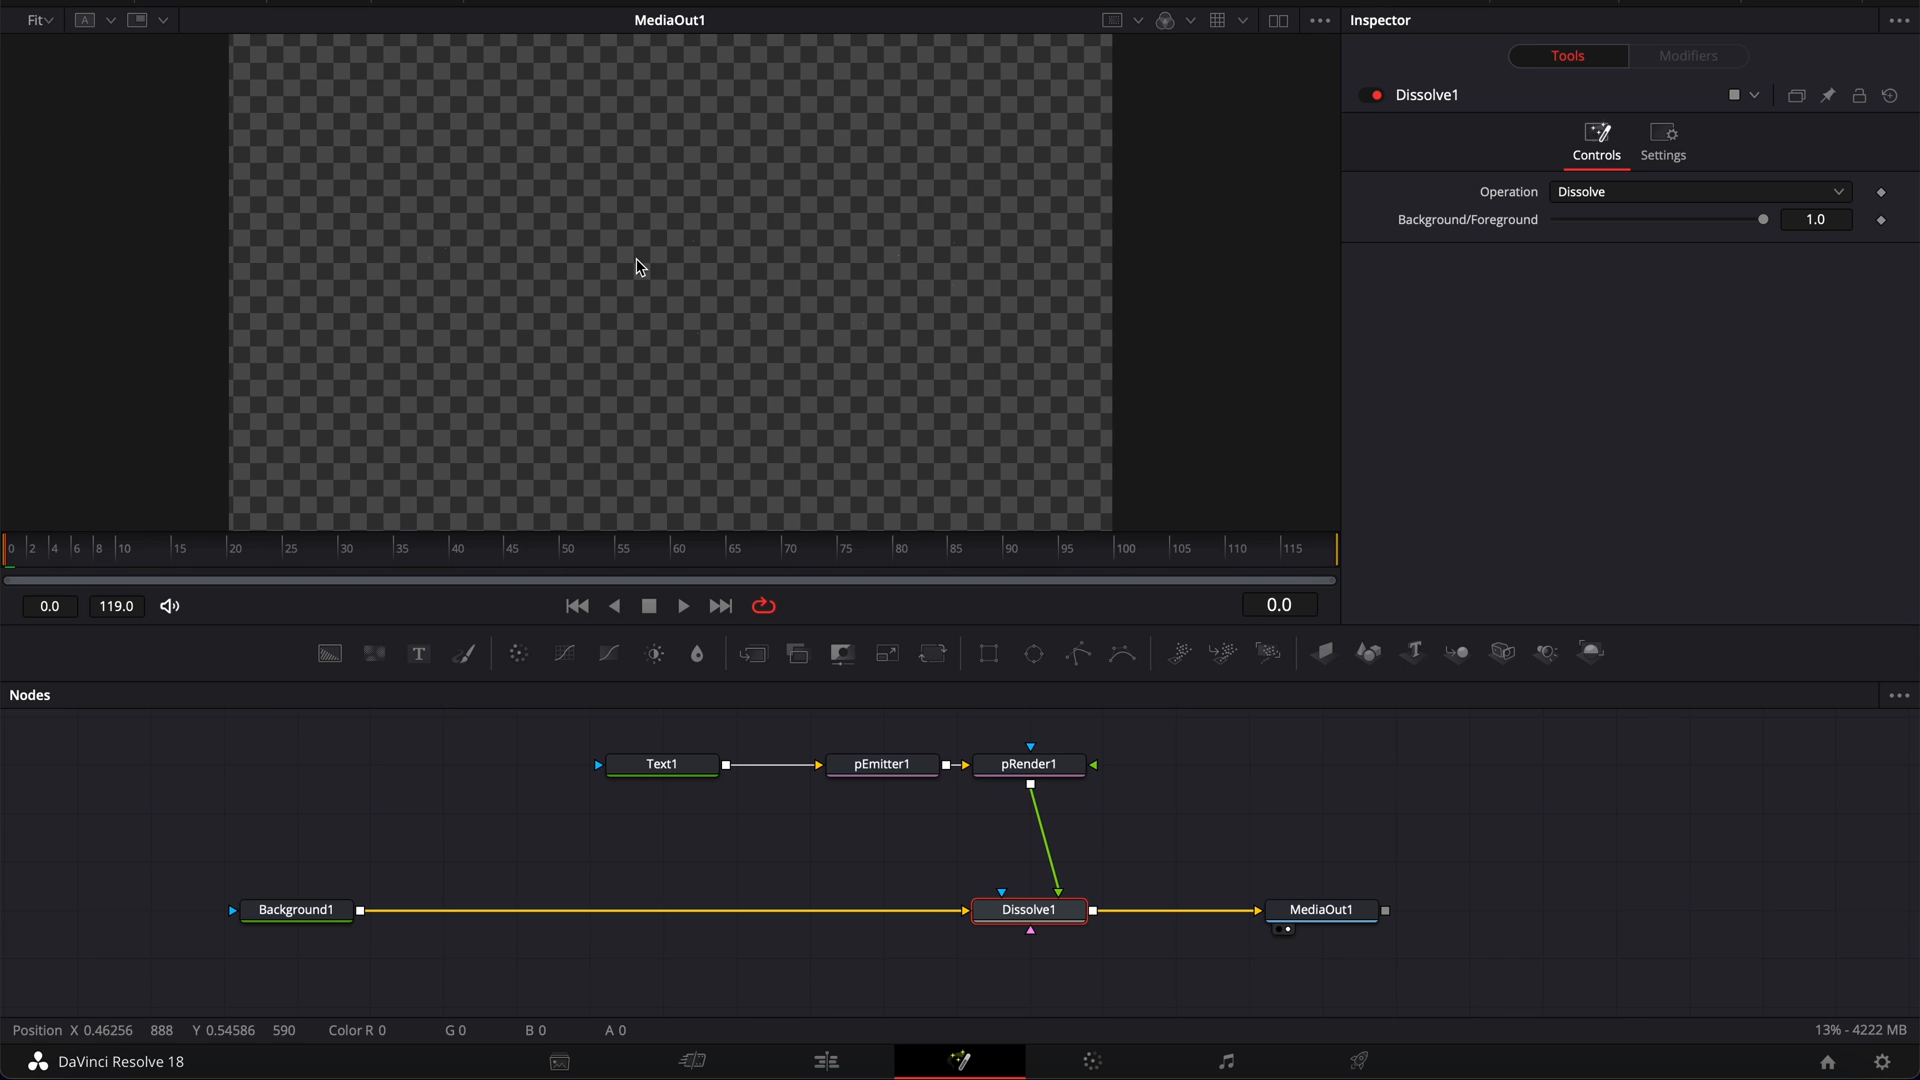 Fit A MediaOut1 Inspector
Tools Modifiers
Dissolve1
Controls Settings
Operation Dissolve
Background/Foreground 1.0
0 2 4 6 8 10 15 20 25 30 35 40 45 50 55 60 65 70 75 80 85 90 95 100 105 110 115
0.0 119.0 0.0
T T
Nodes
Text1 pEmitter1 pRender1
Background1 Dissolve1 MediaOut1
Position X 0.46256 888 Y 0.54586 590 Color R 0 G 0 B 0 A 0 13% - 4222 MB
DaVinci Resolve 18